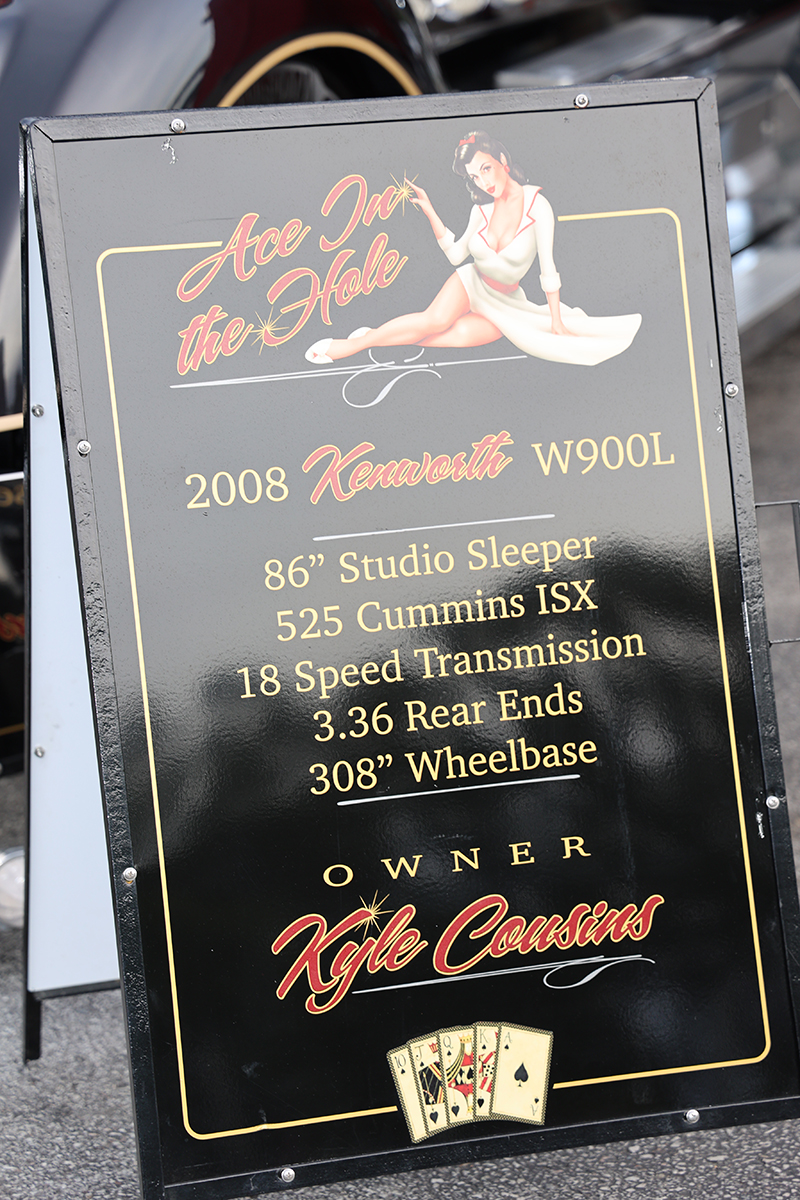 Ace In
the Hole
2008 Kenworth W900L
86” Studio Sleeper
525 Cummins ISX
18 Speed Transmission
3.36 Rear Ends
308” Wheelbase
OWNER
Kyle Cousins
10 J Q K A
A